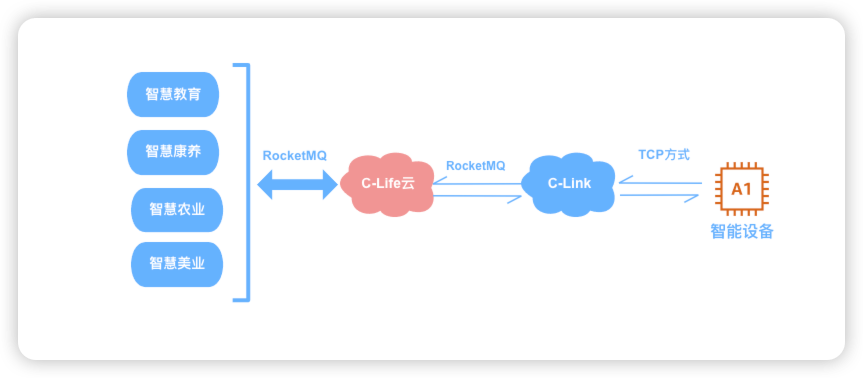 智慧教育
智慧康养
智慧农业
智慧美业
RocketMQ
C-Life云
RocketMQ
C-Link
TCP方式
A1
智能设备